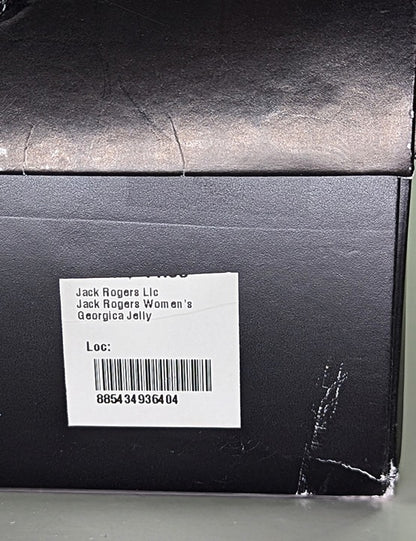 Jack Rogers Llc
Jack Rogers Women's
Georgica Jelly
Loc:
885434936404